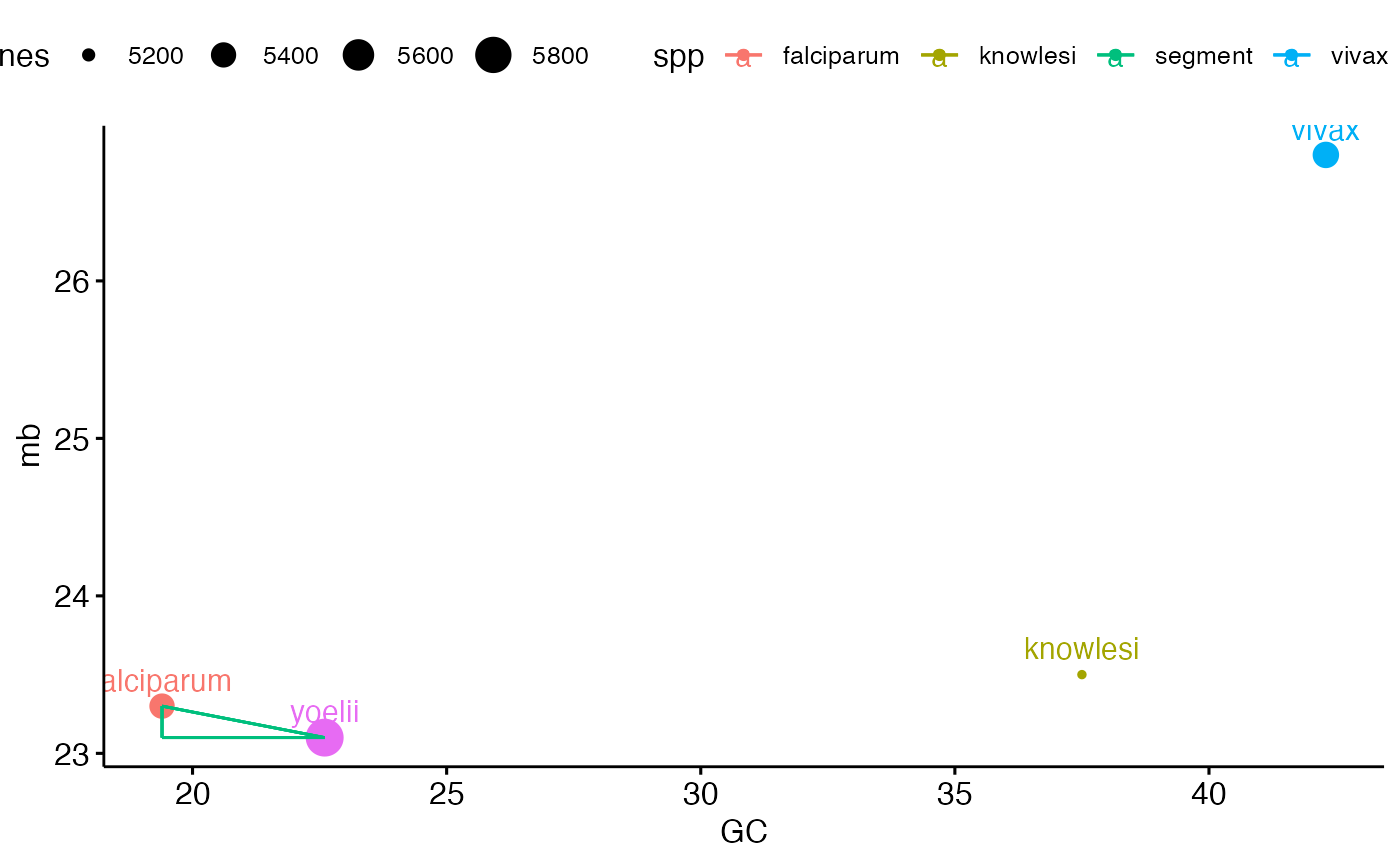 nes 5200 5400 5600 5800 spp a falciparum a knowlesi a segment a vivax
vivax
26
mb
25
24
knowlesi
alciparum
yoelii
23
20 25 30 35 40
GC